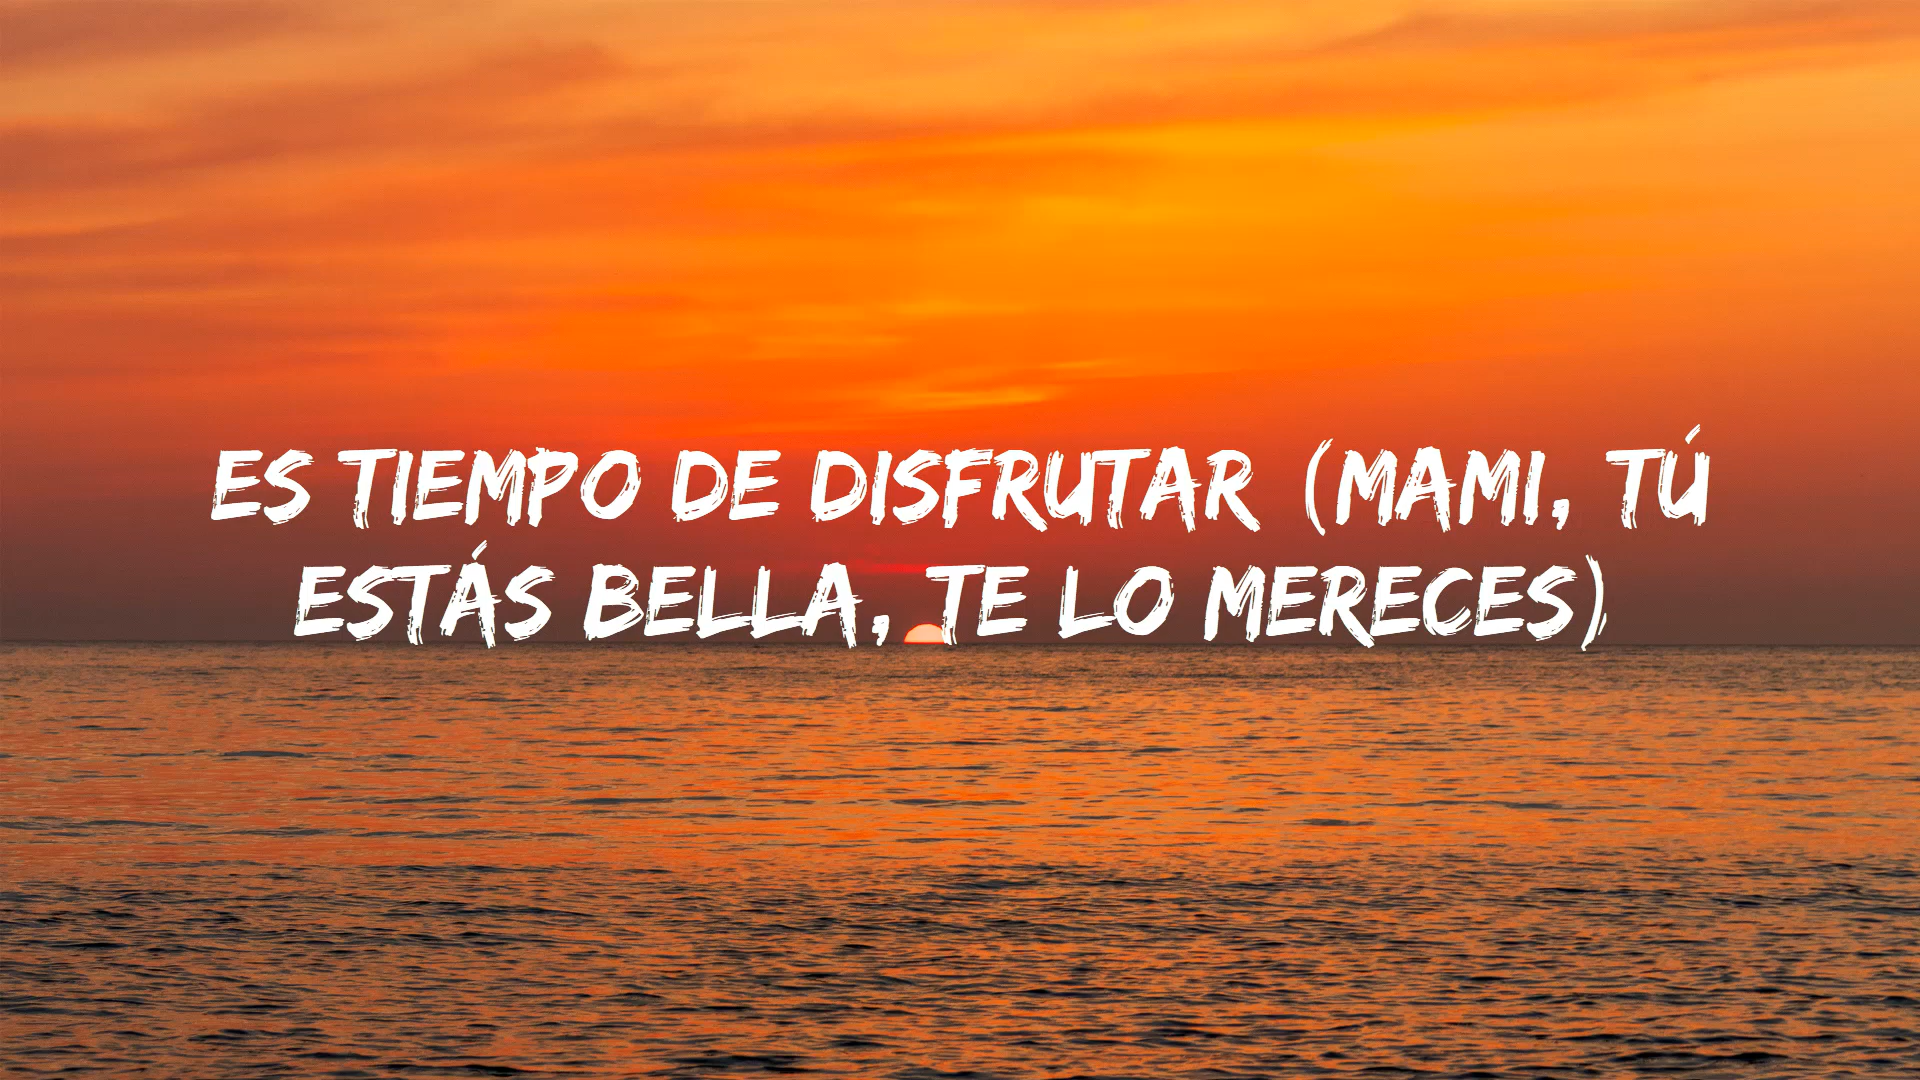 ES TIEMPO DE DISFRUTAR (MAMI, TÚ
ESTÁS BELLA, TE LO MERECES)